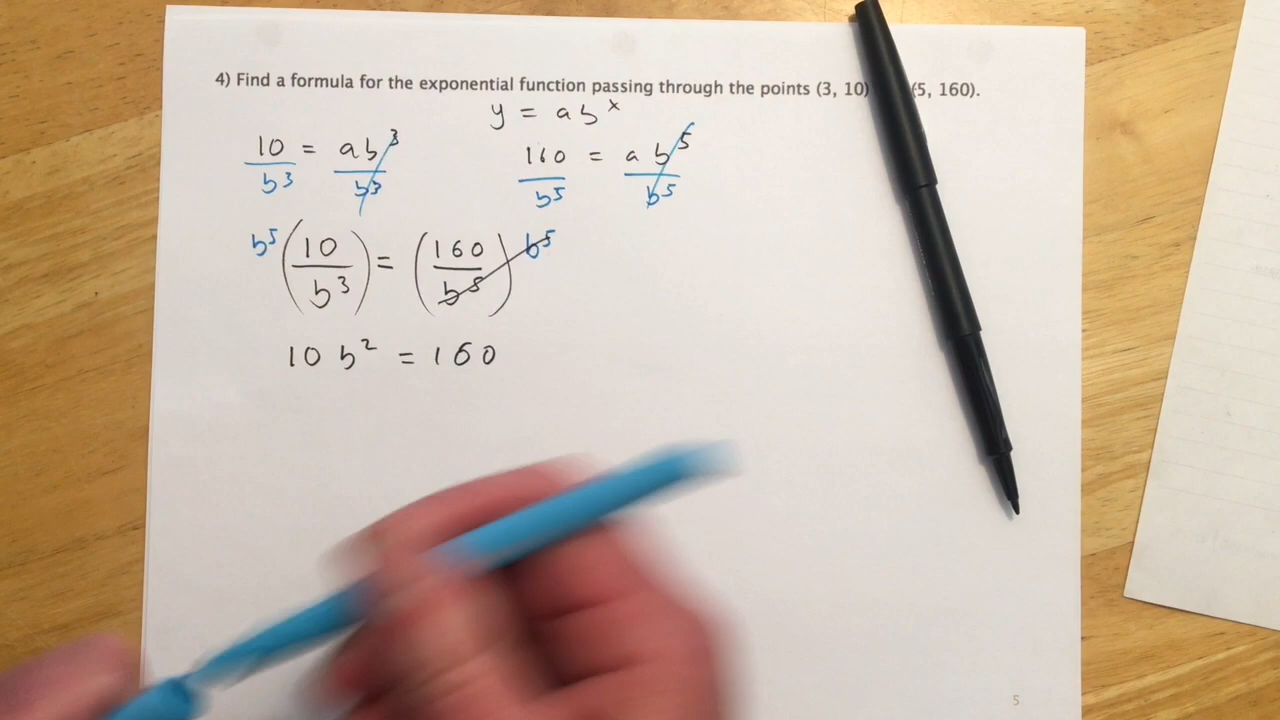 4) Find a formula for the exponential function passing through the points (3, 10) (5, 160).
y = ab^x
10 = ab^3 160 = ab^5
b^3 b^3 b^5 b^5
b^5 (10/b^3) = (160/b^5) b^5
10 b^2 = 160
5